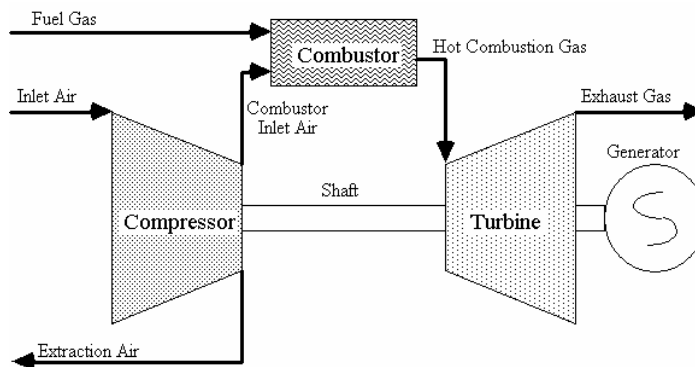 Fuel Gas
Combustor
Hot Combustion Gas
Inlet Air
Combustor
Inlet Air
Exhaust Gas
Generator
Shaft
Compressor
Turbine
Extraction Air